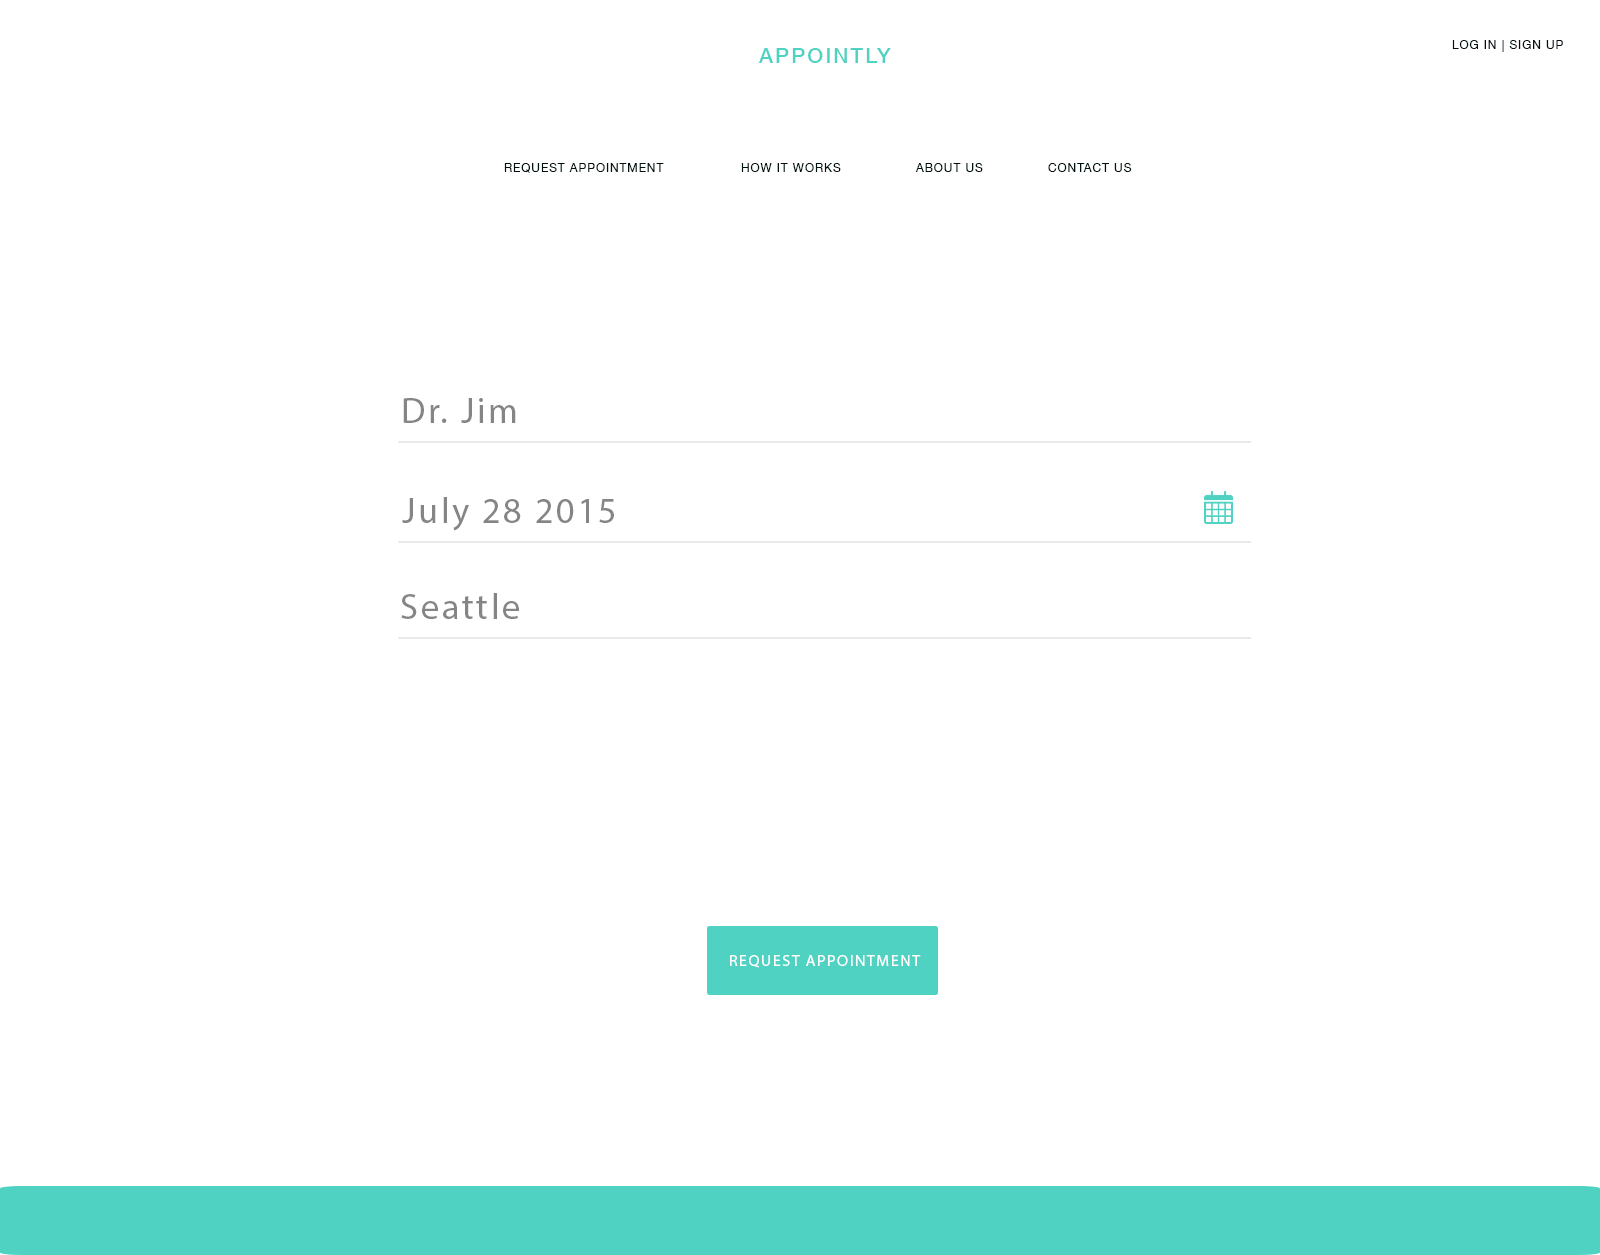 APPOINTLY
LOG IN | SIGN UP
REQUEST APPOINTMENT HOW IT WORKS ABOUT US CONTACT US
Dr. Jim
July 28 2015
Seattle
REQUEST APPOINTMENT